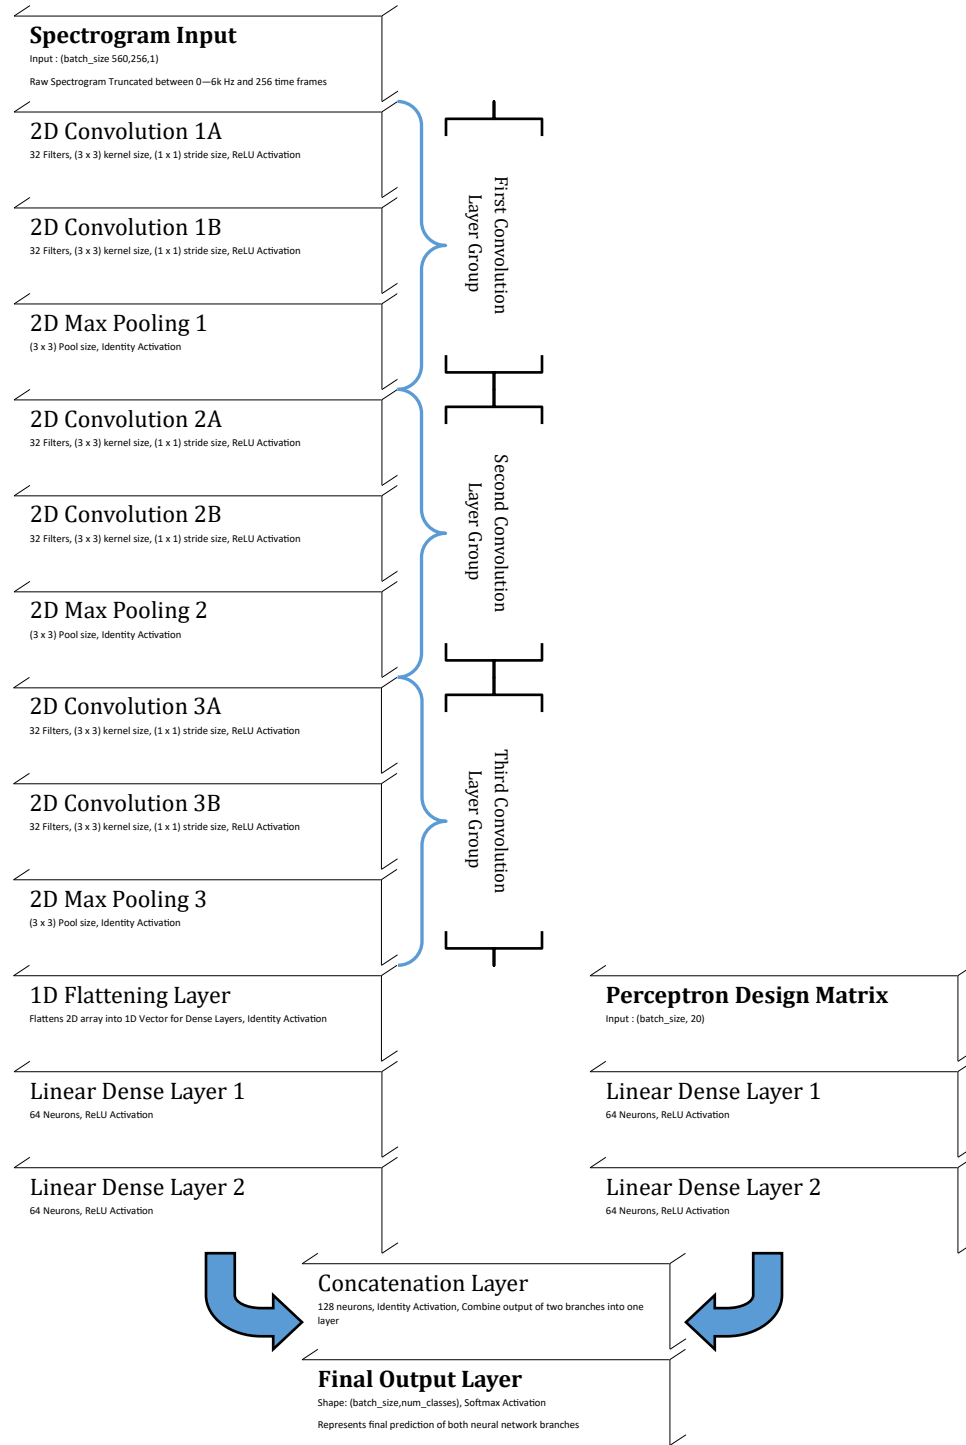 Spectrogram Input
Input : (batch_size 560,256,1)
Raw Spectrogram Truncated between 0—6k Hz and 256 time frames
2D Convolution 1A
32 Filters, (3 x 3) kernel size, (1 x 1) stride size, ReLU Activation
2D Convolution 1B
32 Filters, (3 x 3) kernel size, (1 x 1) stride size, ReLU Activation
2D Max Pooling 1
(3 x 3) Pool size, Identity Activation
First Convolution
Layer Group
2D Convolution 2A
32 Filters, (3 x 3) kernel size, (1 x 1) stride size, ReLU Activation
2D Convolution 2B
32 Filters, (3 x 3) kernel size, (1 x 1) stride size, ReLU Activation
2D Max Pooling 2
(3 x 3) Pool size, Identity Activation
Second Convolution
Layer Group
2D Convolution 3A
32 Filters, (3 x 3) kernel size, (1 x 1) stride size, ReLU Activation
2D Convolution 3B
32 Filters, (3 x 3) kernel size, (1 x 1) stride size, ReLU Activation
2D Max Pooling 3
(3 x 3) Pool size, Identity Activation
Third Convolution
Layer Group
1D Flattening Layer
Flattens 2D array into 1D Vector for Dense Layers, Identity Activation
Linear Dense Layer 1
64 Neurons, ReLU Activation
Linear Dense Layer 2
64 Neurons, ReLU Activation
Perceptron Design Matrix
Input : (batch_size, 20)
Linear Dense Layer 1
64 Neurons, ReLU Activation
Linear Dense Layer 2
64 Neurons, ReLU Activation
Concatenation Layer
128 neurons, Identity Activation, Combine output of two branches into one
layer
Final Output Layer
Shape: (batch_size,num_classes), Softmax Activation
Represents final prediction of both neural network branches